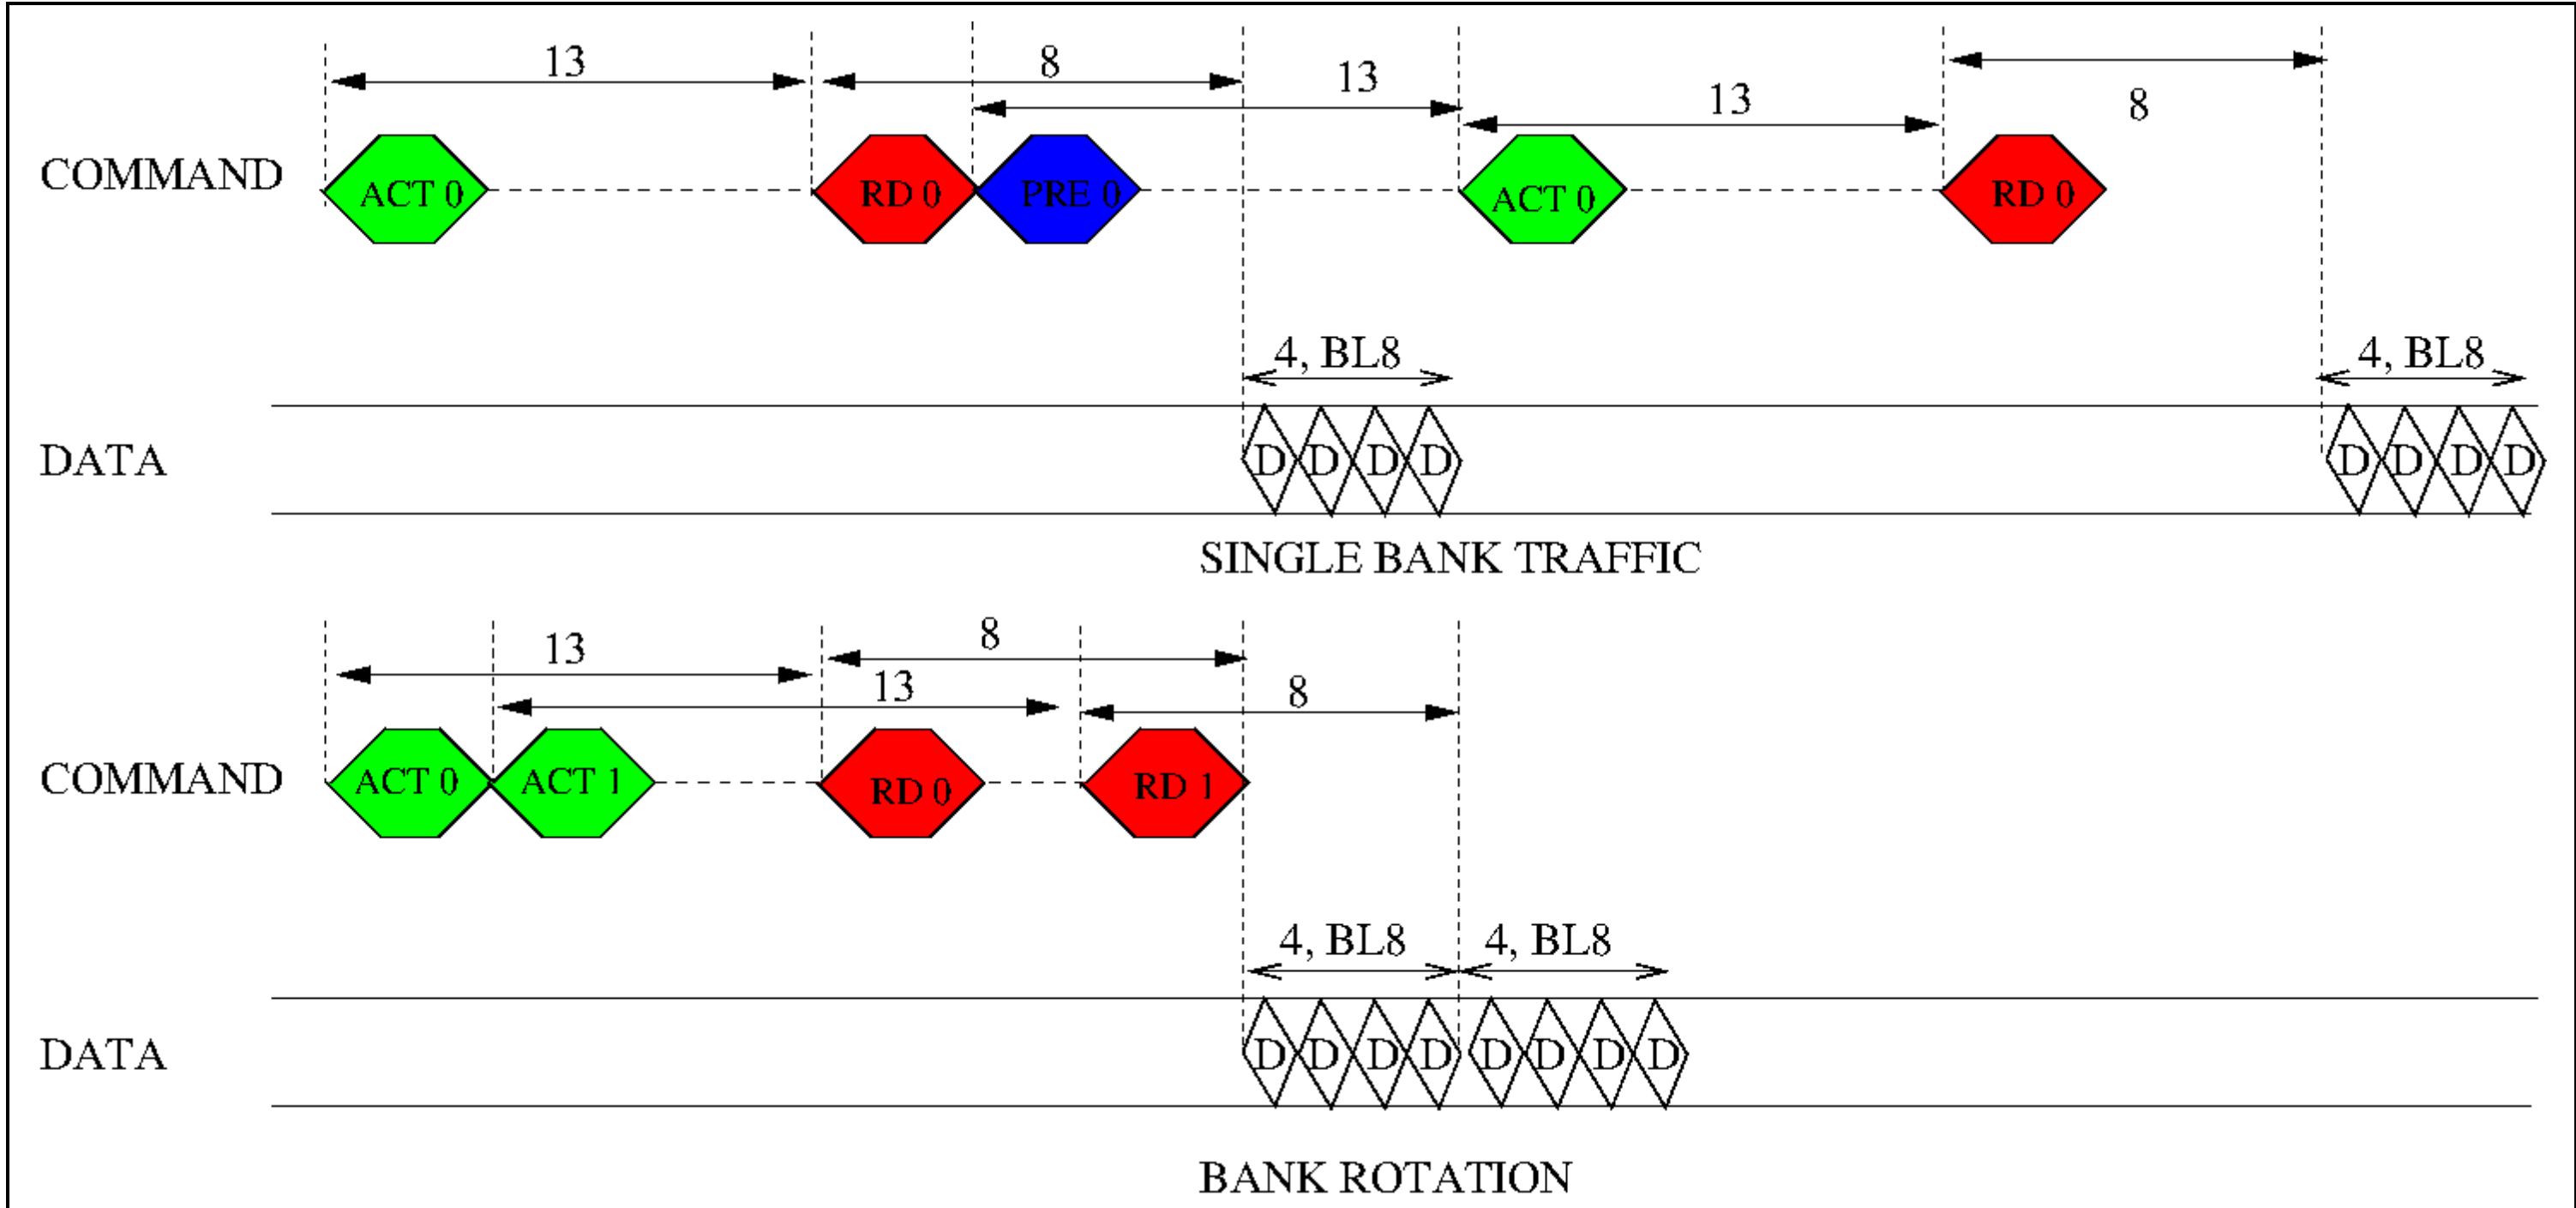 13
8
13
13
8
COMMAND
ACT 0
RD 0
PRE 0
ACT 0
RD 0
4, BL8
4, BL8
DATA
D D D D
D D D D
SINGLE BANK TRAFFIC
13
8
13
8
COMMAND
ACT 0
ACT 1
RD 0
RD 1
4, BL8
4, BL8
DATA
D D D D
D D D D
BANK ROTATION